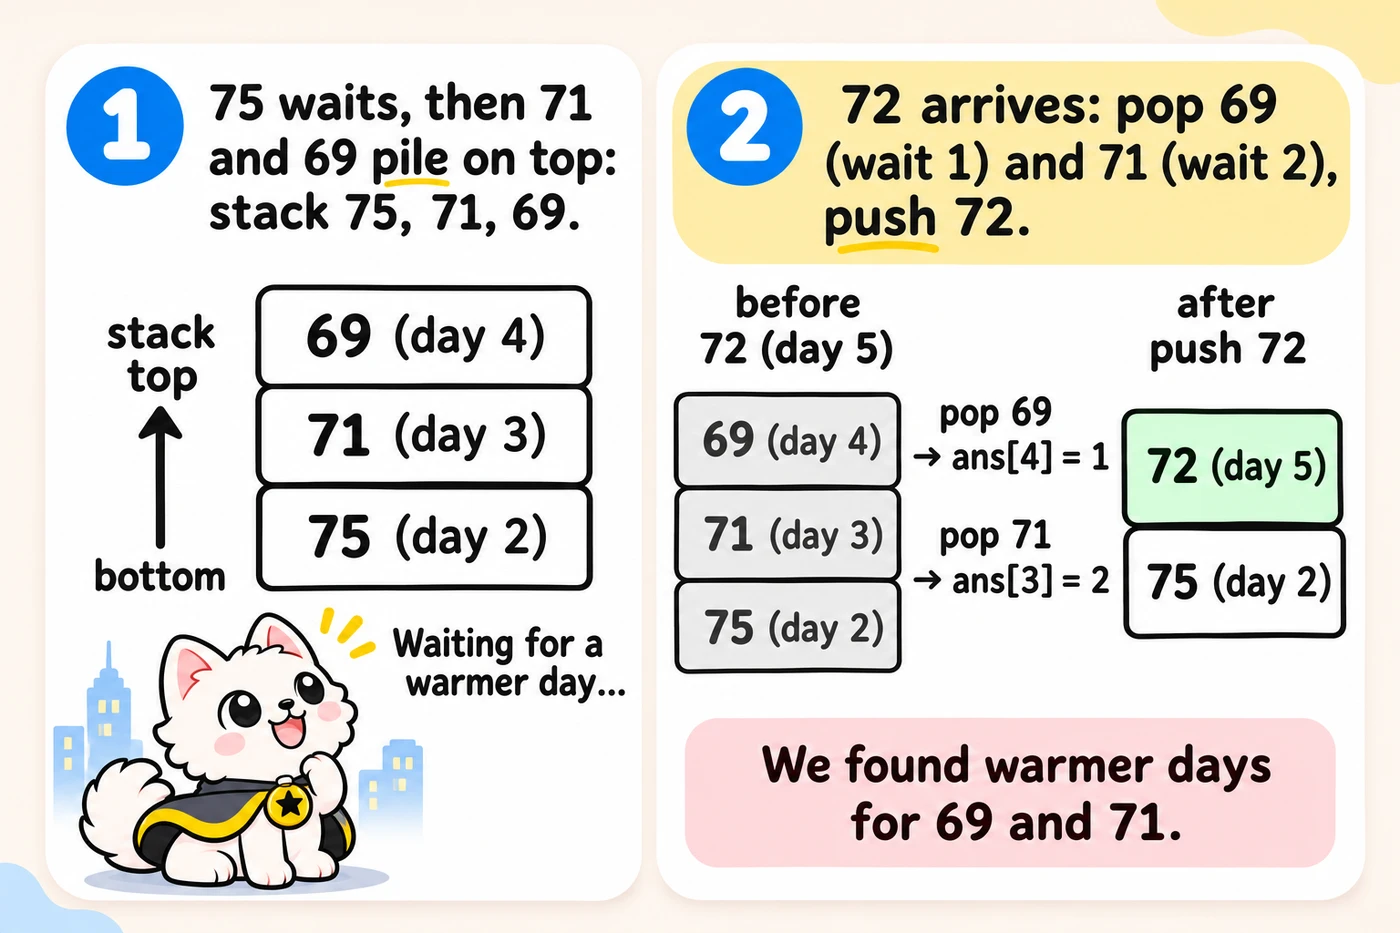 1
75 waits, then 71
and 69 pile on top:
stack 75, 71, 69.
stack
top
bottom
69 (day 4)
71 (day 3)
75 (day 2)
Waiting for a
warmer day...
2
72 arrives: pop 69
(wait 1) and 71 (wait 2),
push 72.
before
72 (day 5)
69 (day 4)
71 (day 3)
75 (day 2)
pop 69
→ ans[4] = 1
pop 71
→ ans[3] = 2
after
push 72
72 (day 5)
75 (day 2)
We found warmer days
for 69 and 71.